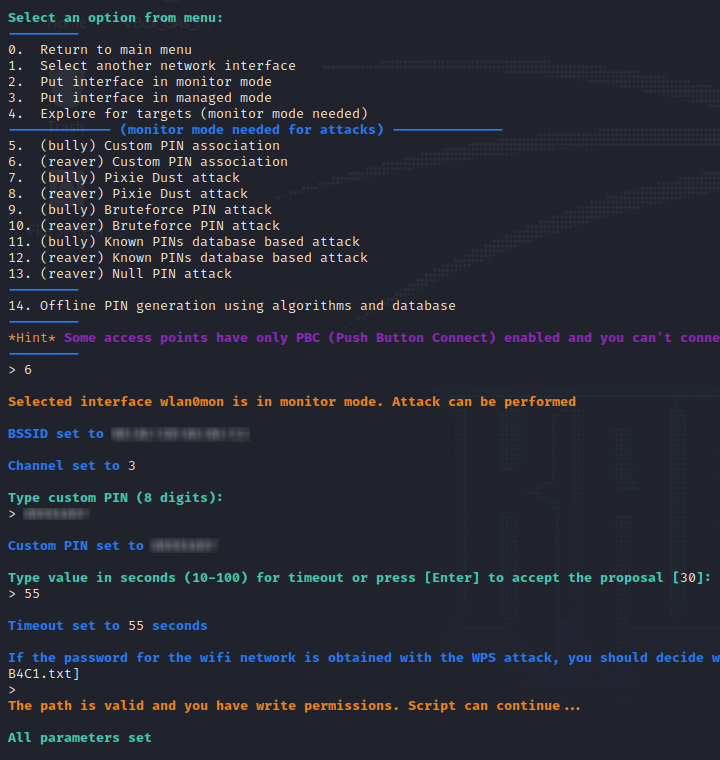 Select an option from menu:
0. Return to main menu
1. Select another network interface
2. Put interface in monitor mode
3. Put interface in managed mode
4. Explore for targets (monitor mode needed)
(monitor mode needed for attacks)
5. (bully) Custom PIN association
6. (reaver) Custom PIN association
7. (bully) Pixie Dust attack
8. (reaver) Pixie Dust attack
9. (bully) Bruteforce PIN attack
10. (reaver) Bruteforce PIN attack
11. (bully) Known PINs database based attack
12. (reaver) Known PINs database based attack
13. (reaver) Null PIN attack
14. Offline PIN generation using algorithms and database
*Hint* Some access points have only PBC (Push Button Connect) enabled and you can't conne
> 6
Selected interface wlan0mon is in monitor mode. Attack can be performed
BSSID set to
Channel set to 3
Type custom PIN (8 digits):
>
Custom PIN set to
Type value in seconds (10-100) for timeout or press [Enter] to accept the proposal [30]:
> 55
Timeout set to 55 seconds
If the password for the wifi network is obtained with the WPS attack, you should decide w
B4C1.txt]
>
The path is valid and you have write permissions. Script can continue...
All parameters set